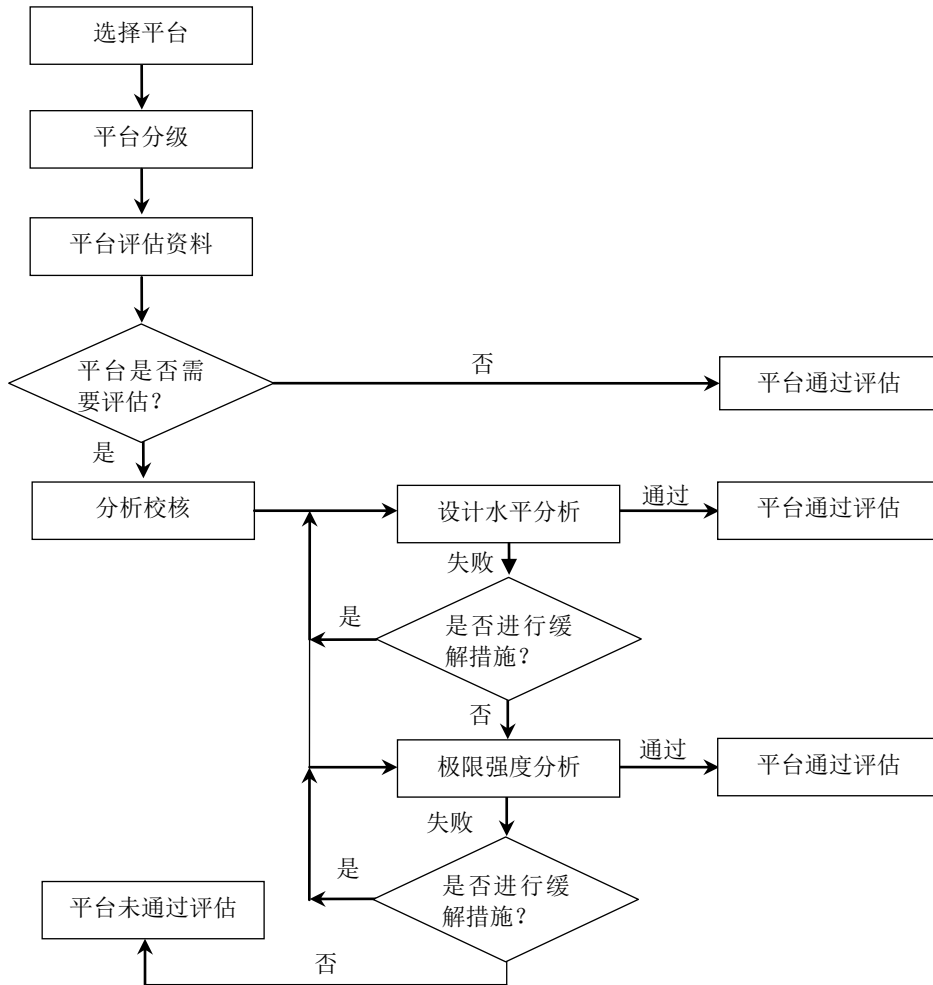 选择平台
平台分级
平台评估资料
平台是否需
要评估?
否
平台通过评估
是
分析校核
设计水平分析
通过
平台通过评估
失败
是
是否进行缓
解措施?
否
极限强度分析
通过
平台通过评估
失败
是
是否进行缓
解措施?
平台未通过评估
否